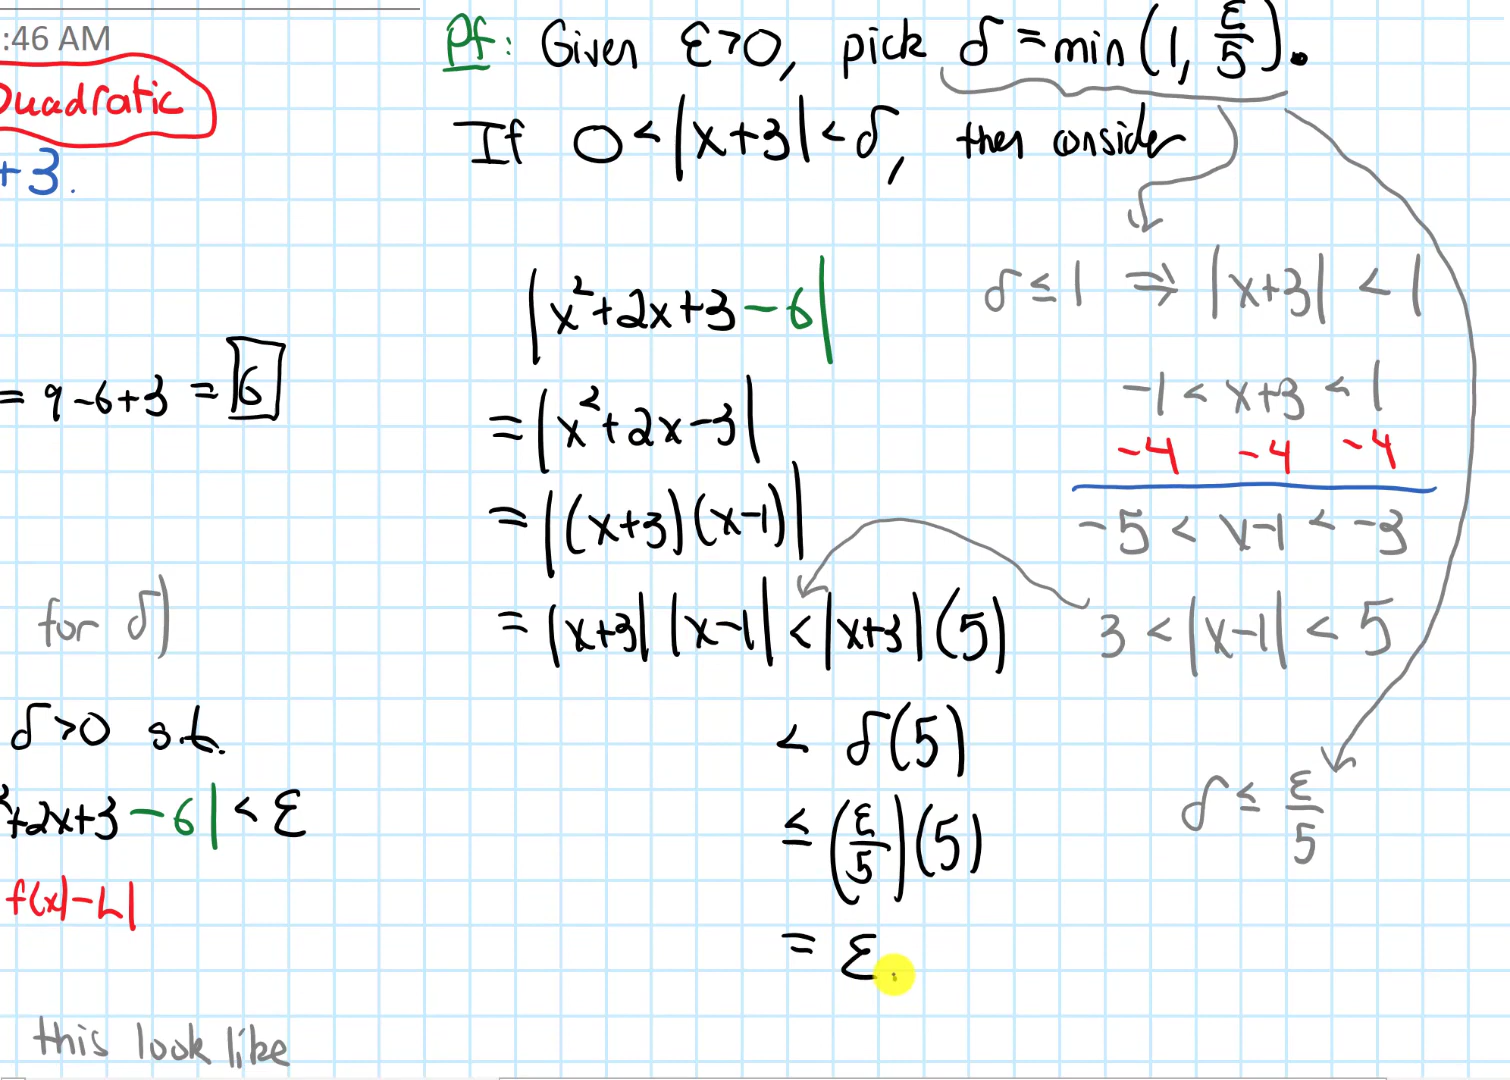 :46 AM
Quadratic
+3.
= 9-6+3 = 6
for δ)
δ>0 s.t.
²+2x+3-6| < ε
f(x)-L|
this look like
Pf: Given ε>0, pick δ = min(1, ε/5).
If 0<|x+3|<δ, then consider
|x²+2x+3-6|
= |x²+2x-3|
= |(x+3)(x-1)|
= |x+3| |x-1| < |x+3| (5)
< δ(5)
≤ (ε/5)(5)
= ε.
δ ≤ 1 ⇒ |x+3| < 1
-1 < x+3 < 1
-4 -4 -4
-5 < x-1 < -3
3 < |x-1| < 5
δ ≤ ε/5